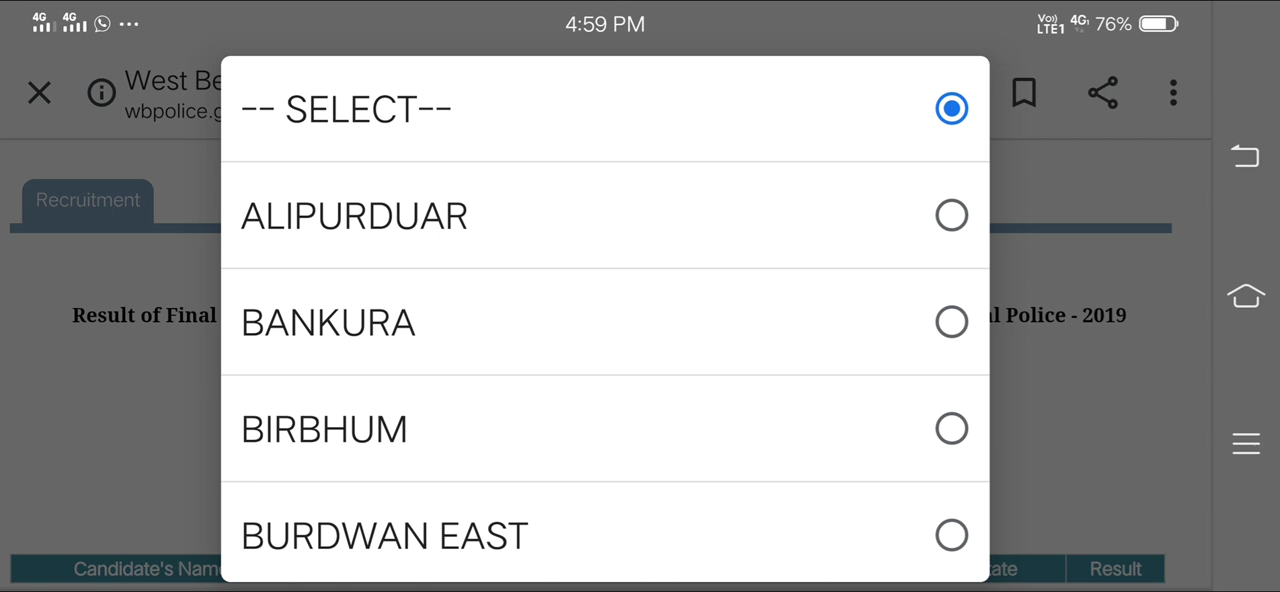 4G 4G ... 4:59 PM Vo)) LTE1 4G 76%
West Be
wbpolice.g
-- SELECT--
Recruitment
ALIPURDUAR
Result of Final
BANKURA
al Police - 2019
BIRBHUM
BURDWAN EAST
Candidate's Nam
ate
Result